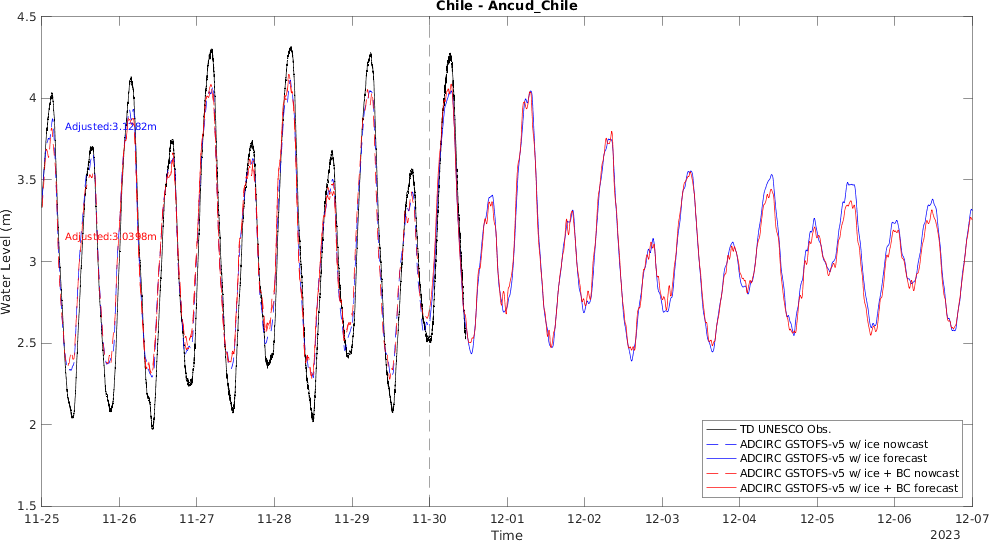 Chile - Ancud_Chile
Water Level (m)
4.5
4
3.5
3
2.5
2
1.5
Adjusted:3.1282m
Adjusted:3.0398m
TD UNESCO Obs.
ADCIRC GSTOFS-v5 w/ ice nowcast
ADCIRC GSTOFS-v5 w/ ice forecast
ADCIRC GSTOFS-v5 w/ ice + BC nowcast
ADCIRC GSTOFS-v5 w/ ice + BC forecast
11-25 11-26 11-27 11-28 11-29 11-30 12-01 12-02 12-03 12-04 12-05 12-06 12-07
Time
2023